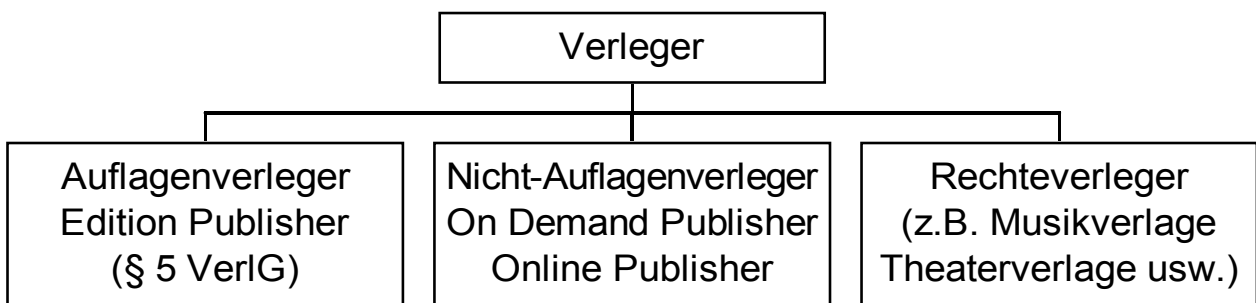 Verleger
Auflagenverleger
Edition Publisher
(§ 5 VerlG)
Nicht-Auflagenverleger
On Demand Publisher
Online Publisher
Rechteverleger
(z.B. Musikverlage
Theaterverlage usw.)